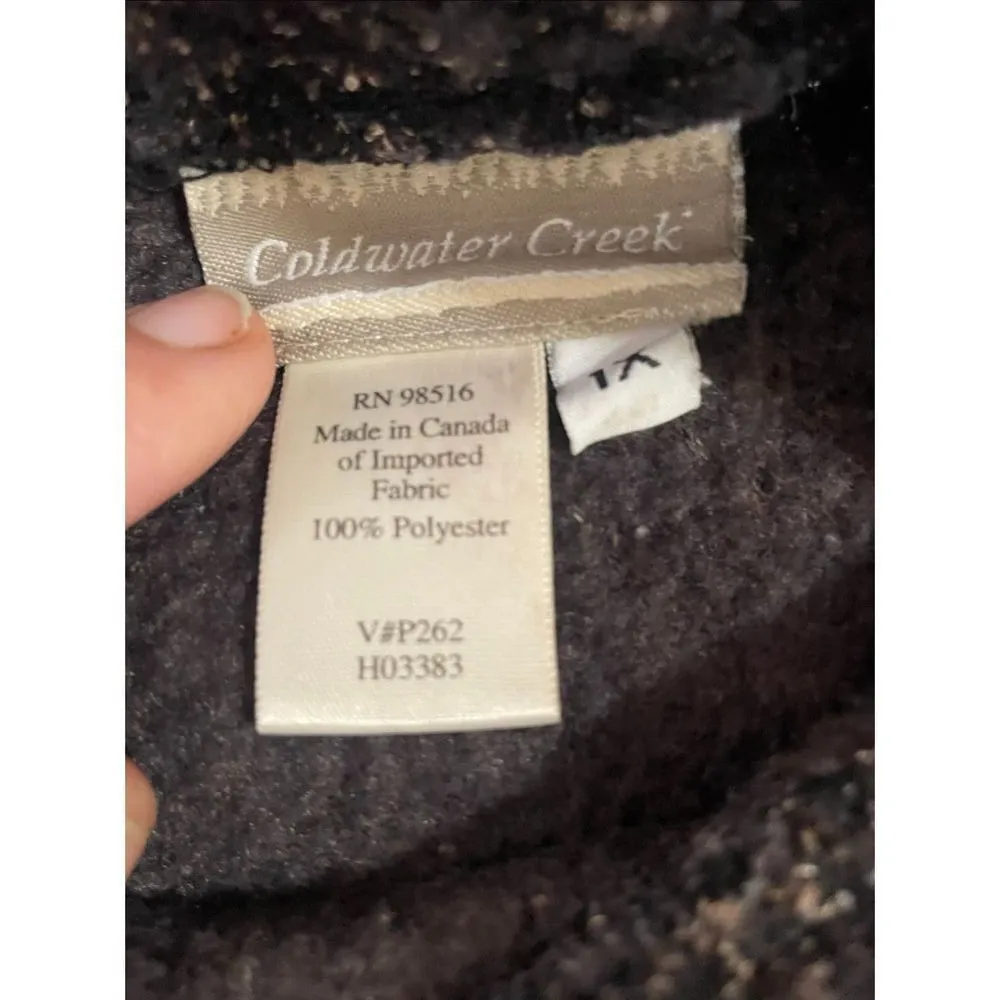 Coldwater Creek
1X
RN 98516
Made in Canada
of Imported
Fabric
100% Polyester
V#P262
H03383